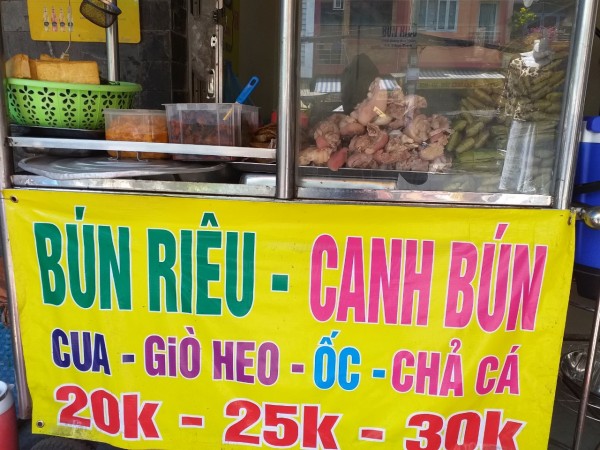 BÚN RIÊU - CANH BÚN
CUA - GiÒ HEO - ỐC - CHẢ CÁ
20k - 25k - 30k